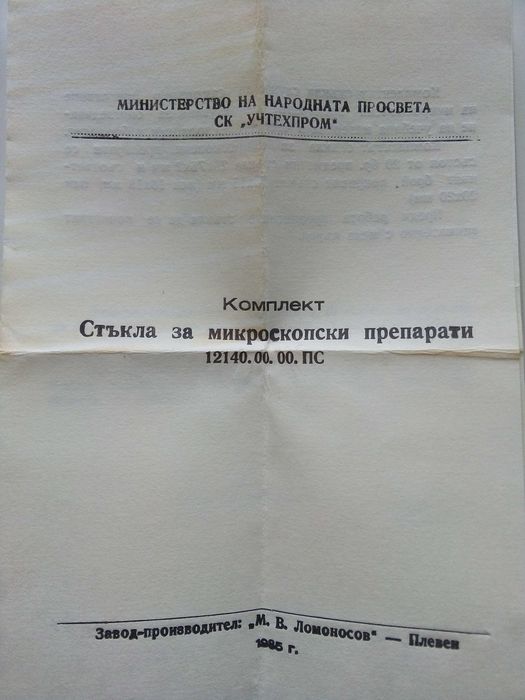 МИНИСТЕРСТВО НА НАРОДНАТА ПРОСВЕТА
СК „УЧТЕХПРОМ"
Комплект
Стъкла за микроскопски препарати
12140.00.00.ПС
Завод-производител: „М. В. Ломоносов" — Плевен
1985 г.